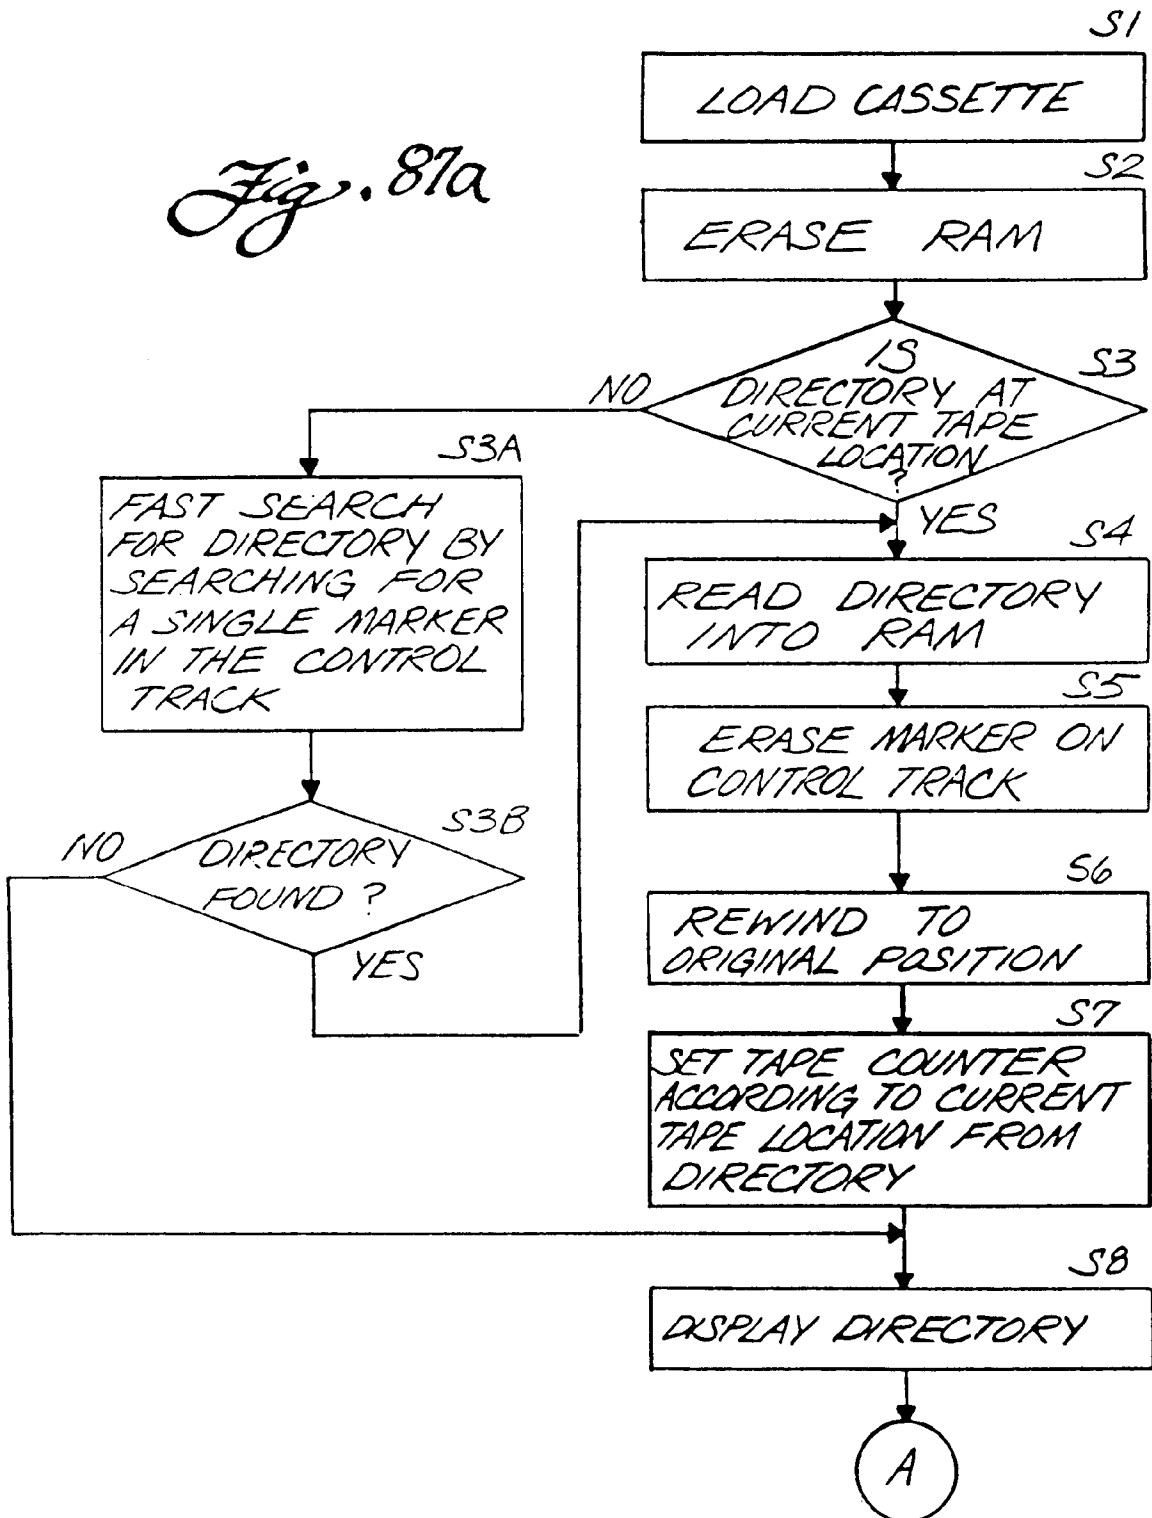 Fig. 87a
S1
LOAD CASSETTE
S2
ERASE RAM
S3
IS
DIRECTORY AT
CURRENT TAPE
LOCATION
?
NO
YES
S3A
FAST SEARCH
FOR DIRECTORY BY
SEARCHING FOR
A SINGLE MARKER
IN THE CONTROL
TRACK
S3B
DIRECTORY
FOUND ?
NO
YES
S4
READ DIRECTORY
INTO RAM
S5
ERASE MARKER ON
CONTROL TRACK
S6
REWIND TO
ORIGINAL POSITION
S7
SET TAPE COUNTER
ACCORDING TO CURRENT
TAPE LOCATION FROM
DIRECTORY
S8
DISPLAY DIRECTORY
A